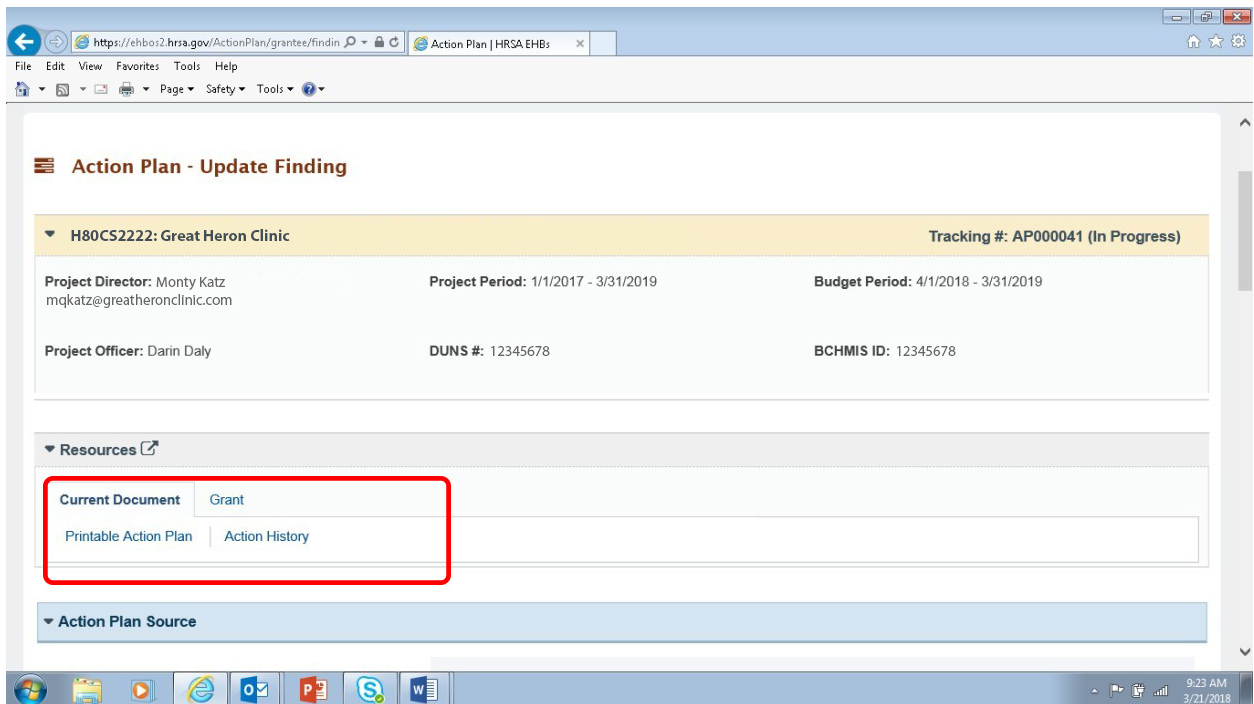 https://ehbos2.hrsa.gov/ActionPlan/grantee/findin
Action Plan | HRSA EHBs
File Edit View Favorites Tools Help
Page Safety Tools
Action Plan - Update Finding
H80CS2222: Great Heron Clinic Tracking #: AP000041 (In Progress)
Project Director: Monty Katz Project Period: 1/1/2017 - 3/31/2019 Budget Period: 4/1/2018 - 3/31/2019
mqkatz@greatheronclinic.com
Project Officer: Darin Daly DUNS #: 12345678 BCHMIS ID: 12345678
Resources
Current Document Grant
Printable Action Plan Action History
Action Plan Source
9:23 AM
3/21/2018